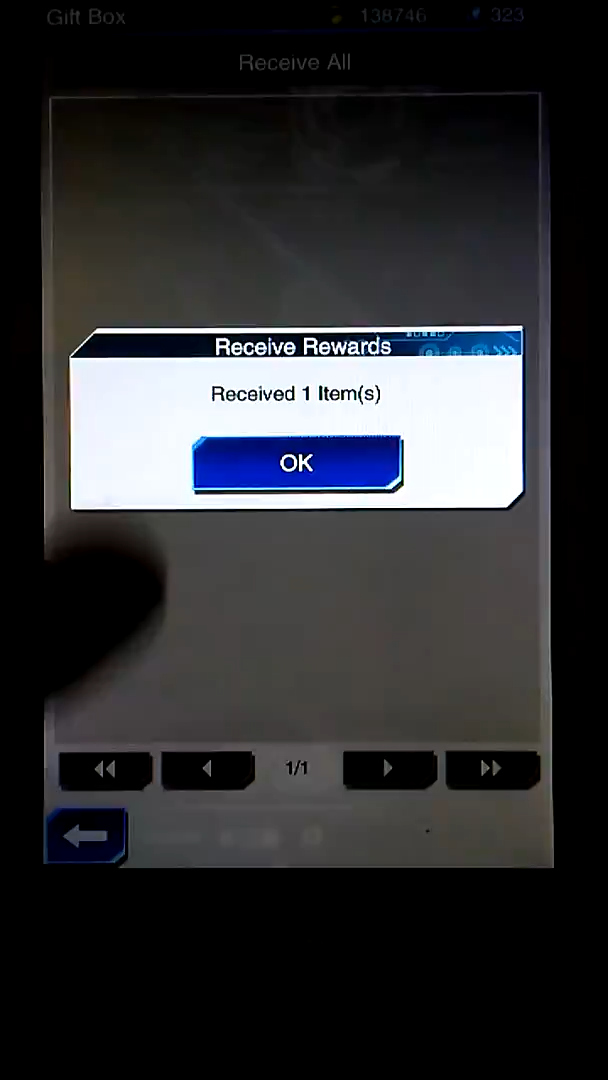 Gift Box
138746
323
Receive All
Receive Rewards
Received 1 Item(s)
OK
1/1